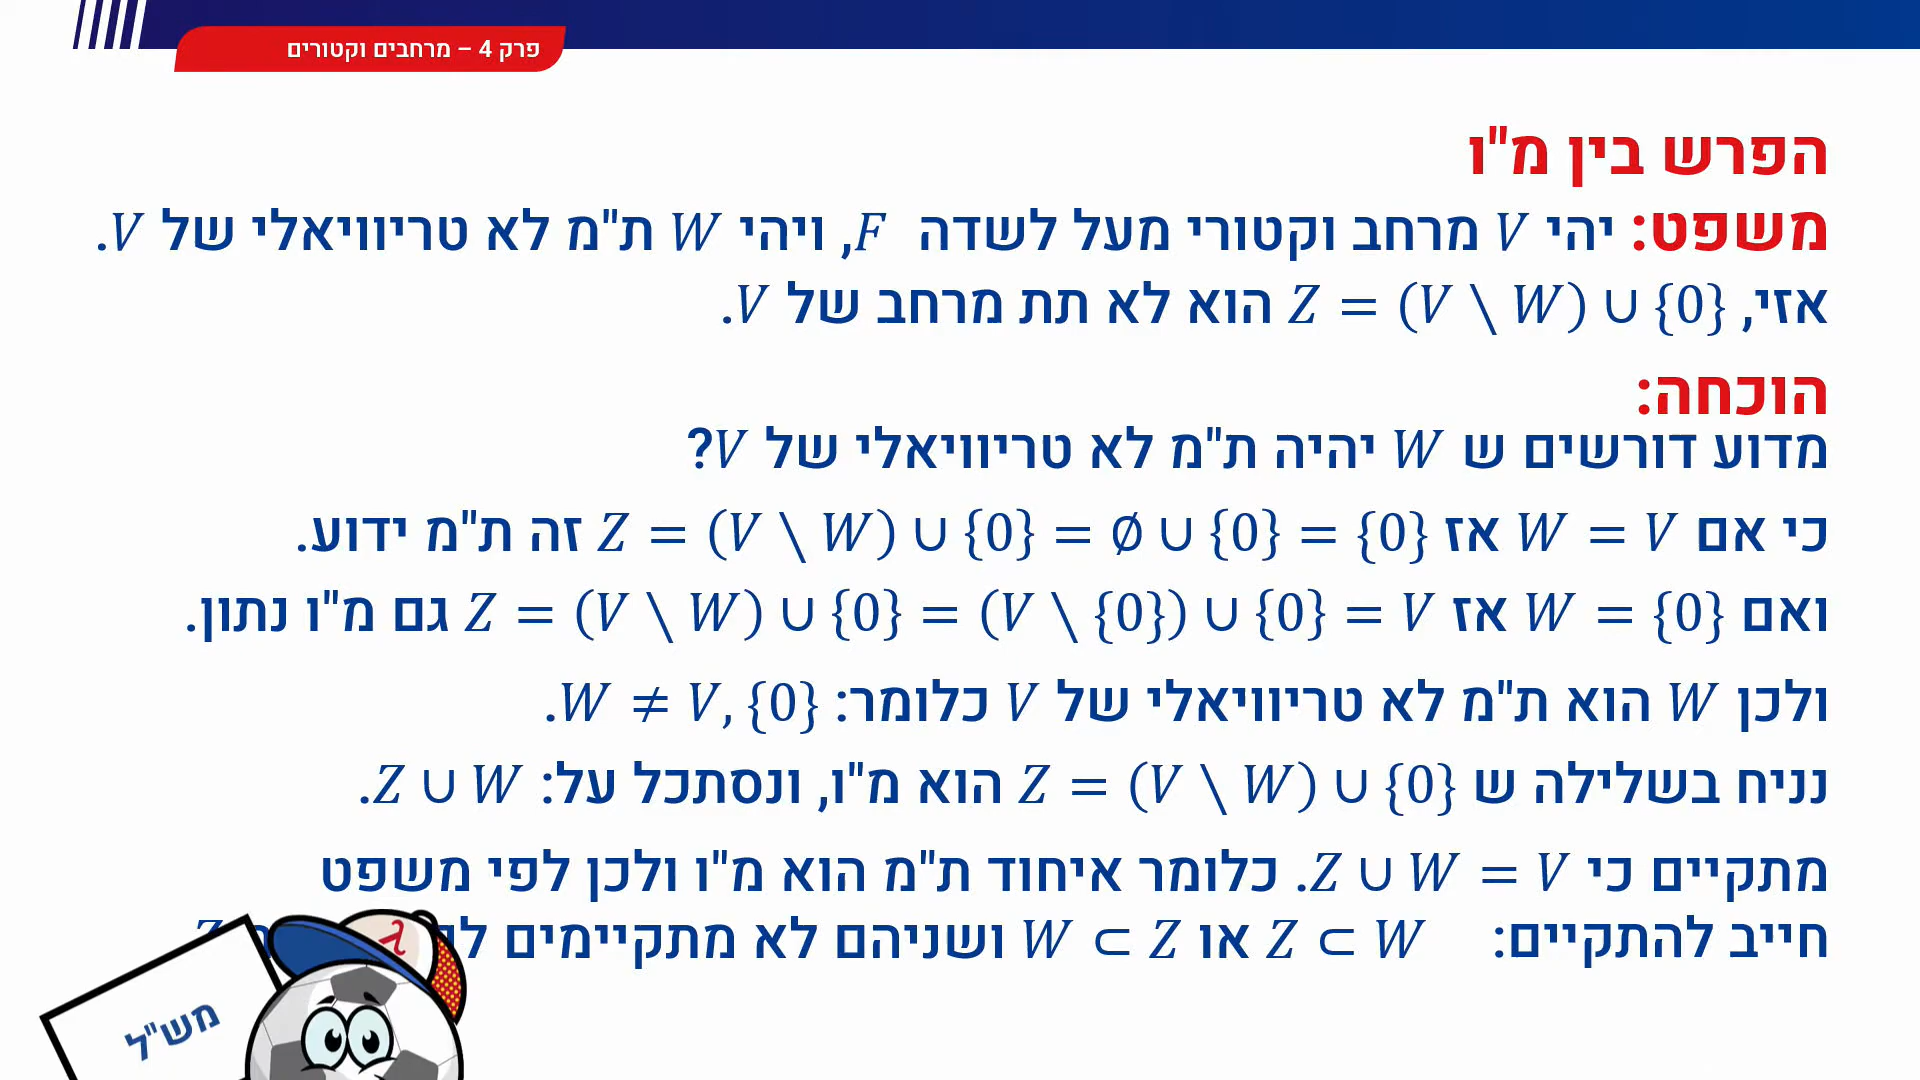 פרק 4 – מרחבים וקטורים
הפרש בין מ"ו
משפט: יהי V מרחב וקטורי מעל לשדה F, ויהי W ת"מ לא טריוויאלי של V.
אזי, Z = (V \ W) ∪ {0} הוא לא תת מרחב של V.
הוכחה:
מדוע דורשים ש W יהיה ת"מ לא טריוויאלי של V?
כי אם W = V אז Z = (V \ W) ∪ {0} = ∅ ∪ {0} = {0} זה ת"מ ידוע.
ואם W = {0} אז Z = (V \ W) ∪ {0} = (V \ {0}) ∪ {0} = V גם מ"ו נתון.
ולכן W הוא ת"מ לא טריוויאלי של V כלומר: W ≠ V, {0}.
נניח בשלילה ש Z = (V \ W) ∪ {0} הוא מ"ו, ונסתכל על: Z ∪ W.
מתקיים כי Z ∪ W = V. כלומר איחוד ת"מ הוא מ"ו ולכן לפי משפט
חייב להתקיים: Z ⊂ W או W ⊂ Z ושניהם לא מתקיימים
λ
מש"ל